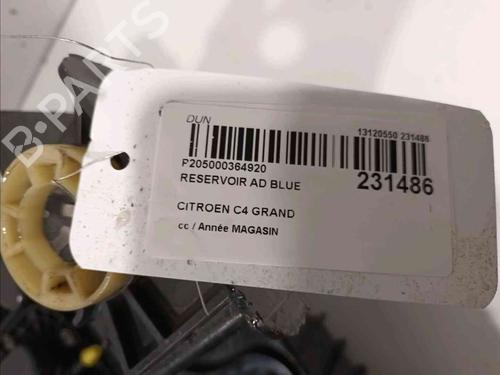 DUN
13120550 231486
P205000364920
RESERVOIR AD BLUE
231486
CITROEN C4 GRAND
cc / Année MAGASIN
B-PARTS